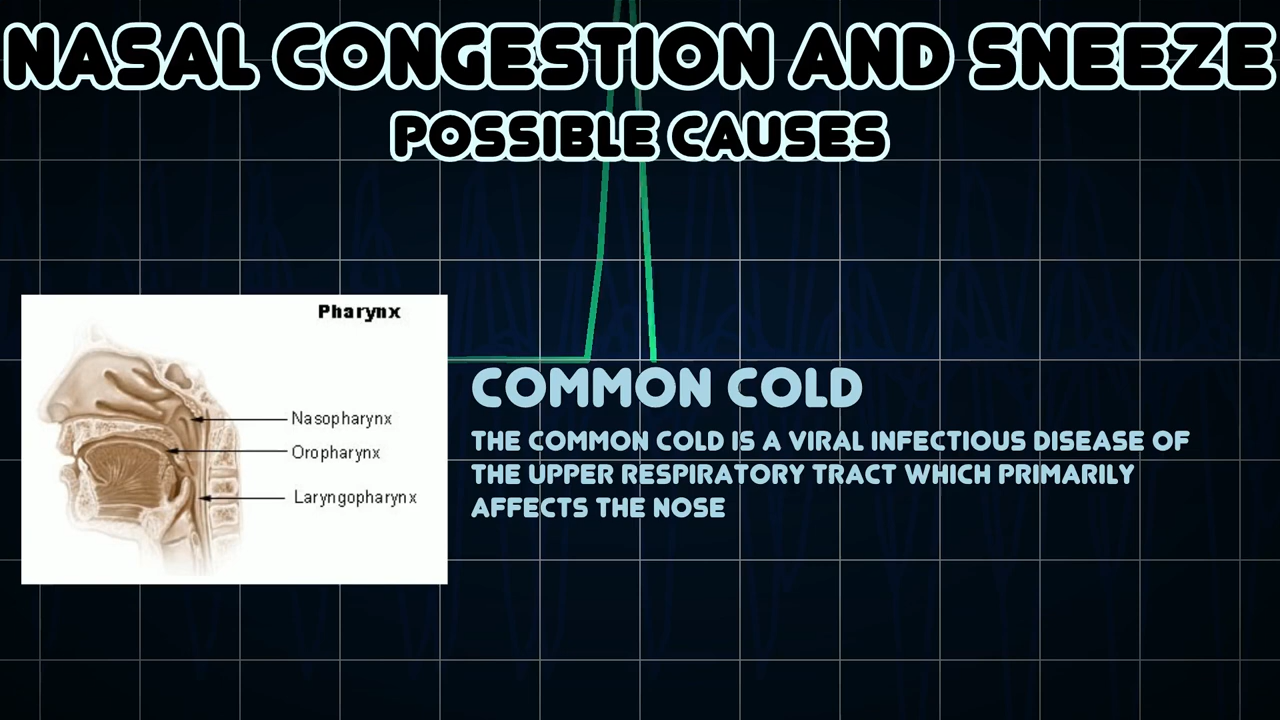 NASAL CONGESTION AND SNEEZE
POSSIBLE CAUSES
Pharynx
Nasopharynx
Oropharynx
Laryngopharynx
COMMON COLD
THE COMMON COLD IS A VIRAL INFECTIOUS DISEASE OF
THE UPPER RESPIRATORY TRACT WHICH PRIMARILY
AFFECTS THE NOSE